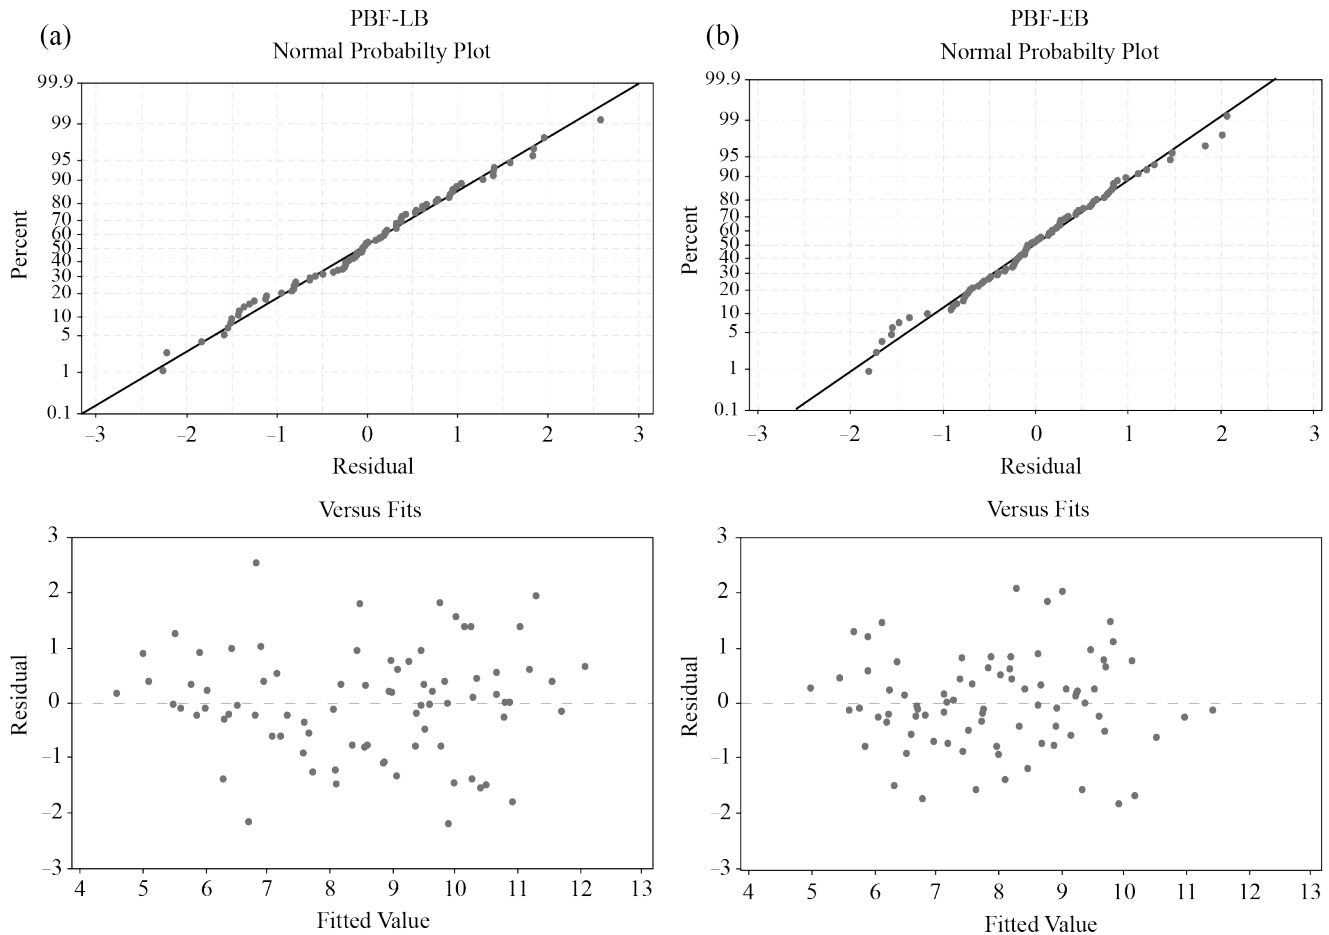 (a)
PBF-LB
Normal Probabilty Plot
99.9
99
95
90
80
70
60
50
40
30
20
10
5
1
0.1
Percent
–3 –2 –1 0 1 2 3
Residual
(b)
PBF-EB
Normal Probabilty Plot
99.9
99
95
90
80
70
60
50
40
30
20
10
5
1
0.1
Percent
–3 –2 –1 0 1 2 3
Residual
Versus Fits
3
2
1
0
–1
–2
–3
Residual
4 5 6 7 8 9 10 11 12 13
Fitted Value
Versus Fits
3
2
1
0
–1
–2
–3
Residual
4 5 6 7 8 9 10 11 12 13
Fitted Value